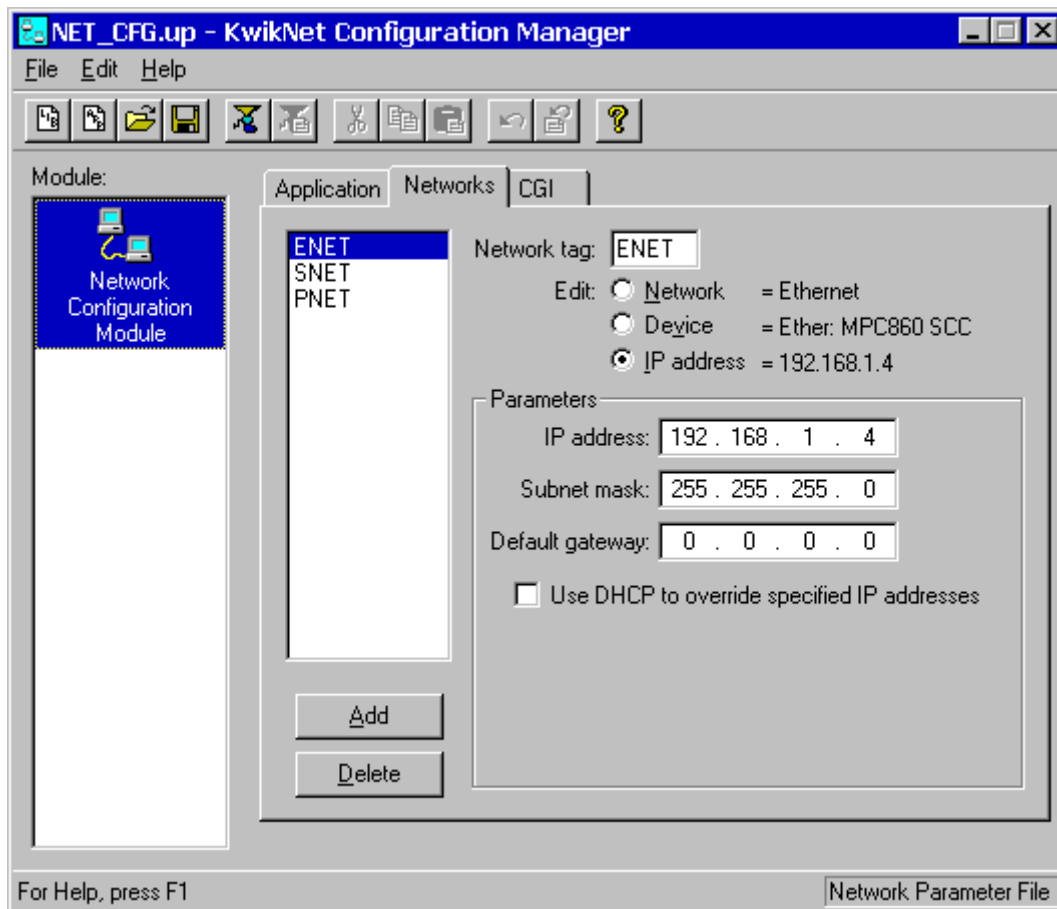 NET_CFG.up - KwikNet Configuration Manager
File Edit Help
Module:
Network
Configuration
Module
Application Networks CGI
ENET
SNET
PNET
Network tag: ENET
Edit: Network = Ethernet
Device = Ether: MPC860 SCC
IP address = 192.168.1.4
Parameters
IP address: 192 . 168 . 1 . 4
Subnet mask: 255 . 255 . 255 . 0
Default gateway: 0 . 0 . 0 . 0
Use DHCP to override specified IP addresses
Add
Delete
For Help, press F1
Network Parameter File